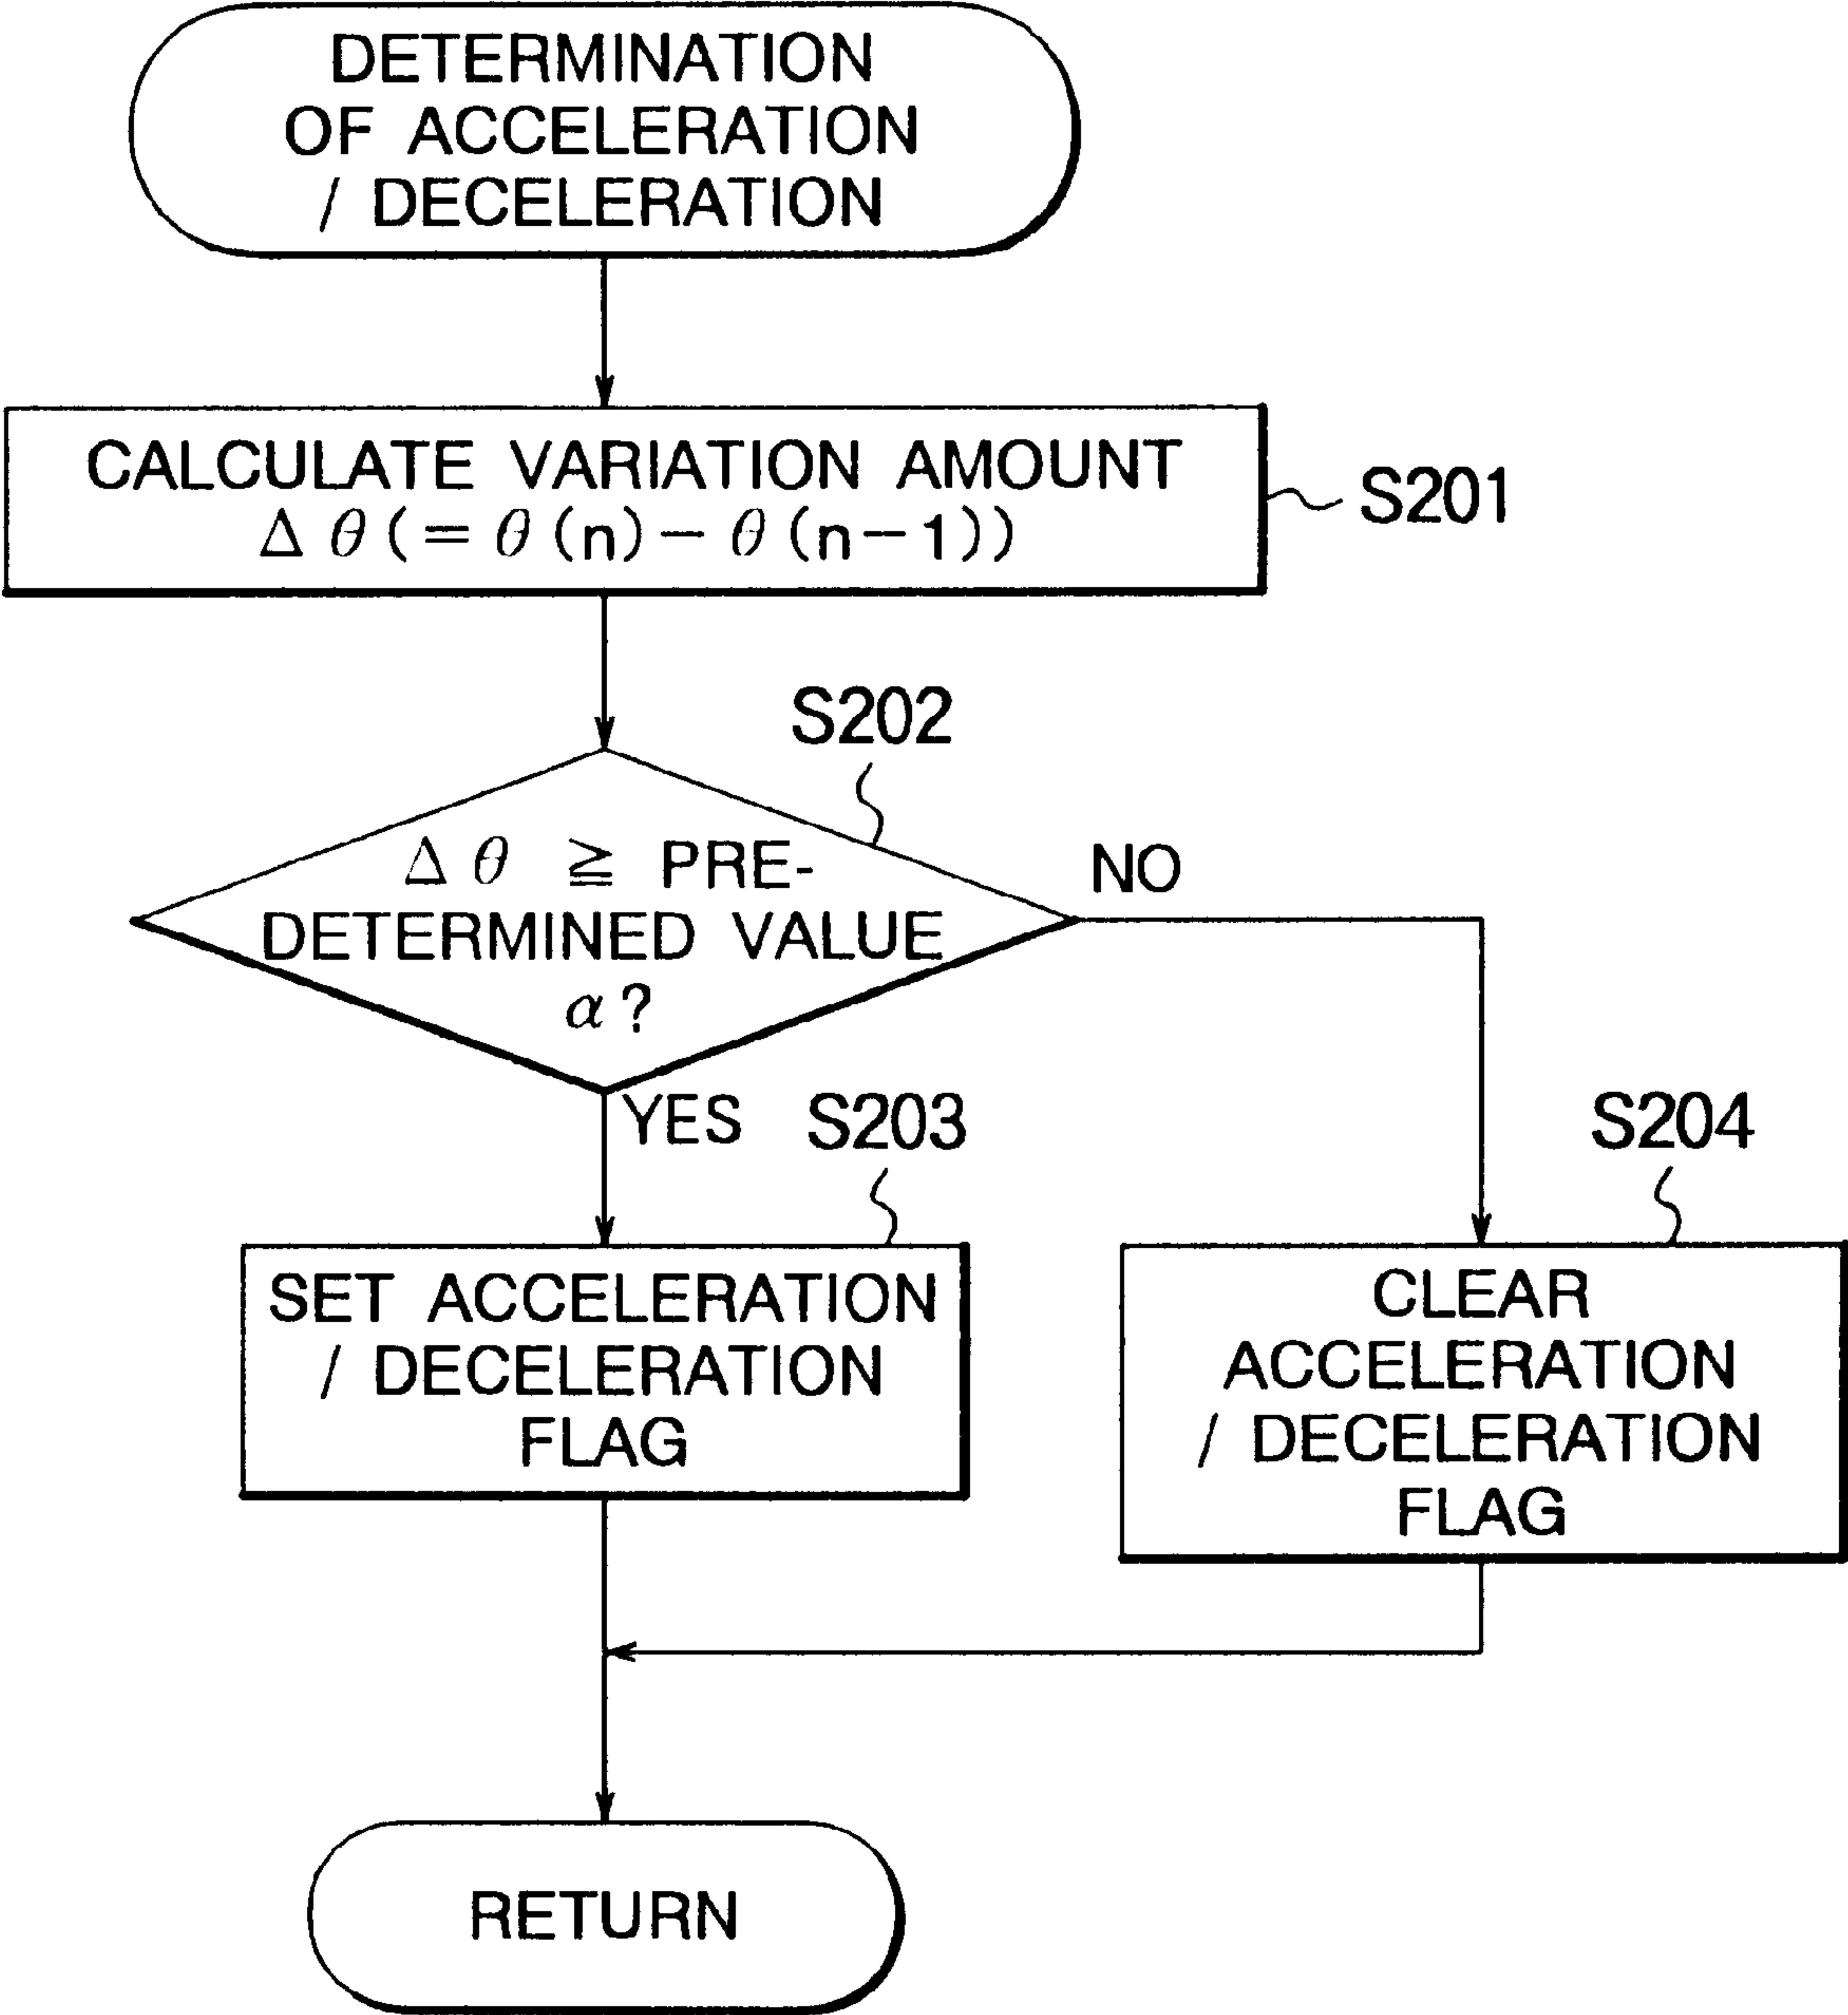 DETERMINATION
OF ACCELERATION
/ DECELERATION
CALCULATE VARIATION AMOUNT
Δθ(=θ(n)-θ(n-1))
S201
S202
Δθ ≧ PRE-
DETERMINED VALUE
α?
NO
YES
S203
S204
SET ACCELERATION
/ DECELERATION
FLAG
CLEAR
ACCELERATION
/ DECELERATION
FLAG
RETURN